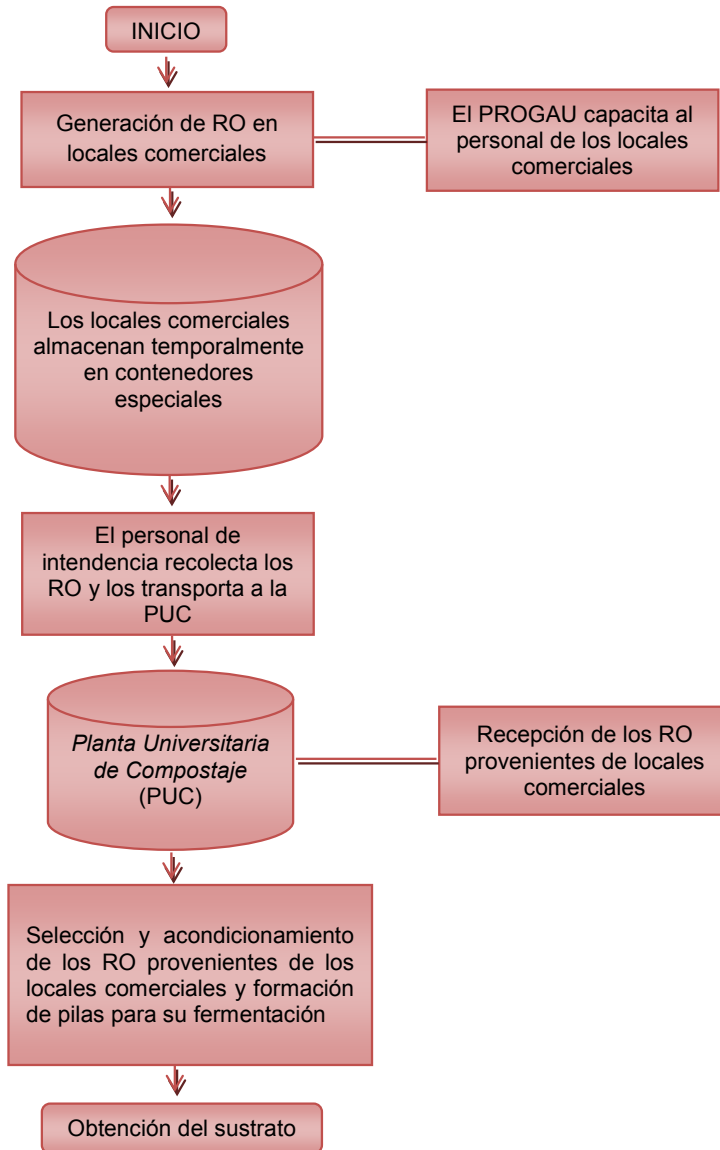 INICIO
Generación de RO en
locales comerciales
El PROGAU capacita al
personal de los locales
comerciales
Los locales comerciales
almacenan temporalmente
en contenedores
especiales
El personal de
intendencia recolecta los
RO y los transporta a la
PUC
Planta Universitaria
de Compostaje
(PUC)
Recepción de los RO
provenientes de locales
comerciales
Selección y acondicionamiento
de los RO provenientes de los
locales comerciales y formación
de pilas para su fermentación
Obtención del sustrato